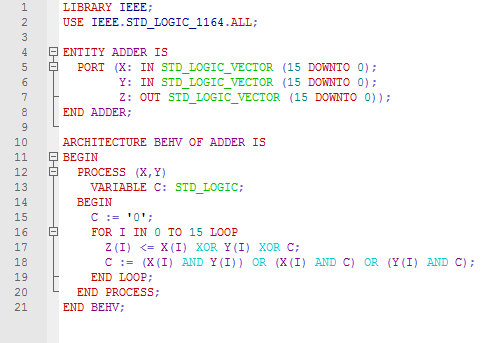 1 LIBRARY IEEE;
2 USE IEEE.STD_LOGIC_1164.ALL;
3
4 ENTITY ADDER IS
5 PORT (X: IN STD_LOGIC_VECTOR (15 DOWNTO 0);
6 Y: IN STD_LOGIC_VECTOR (15 DOWNTO 0);
7 Z: OUT STD_LOGIC_VECTOR (15 DOWNTO 0));
8 END ADDER;
9
10 ARCHITECTURE BEHV OF ADDER IS
11 BEGIN
12 PROCESS (X,Y)
13 VARIABLE C: STD_LOGIC;
14 BEGIN
15 C := '0';
16 FOR I IN 0 TO 15 LOOP
17 Z(I) <= X(I) XOR Y(I) XOR C;
18 C := (X(I) AND Y(I)) OR (X(I) AND C) OR (Y(I) AND C);
19 END LOOP;
20 END PROCESS;
21 END BEHV;